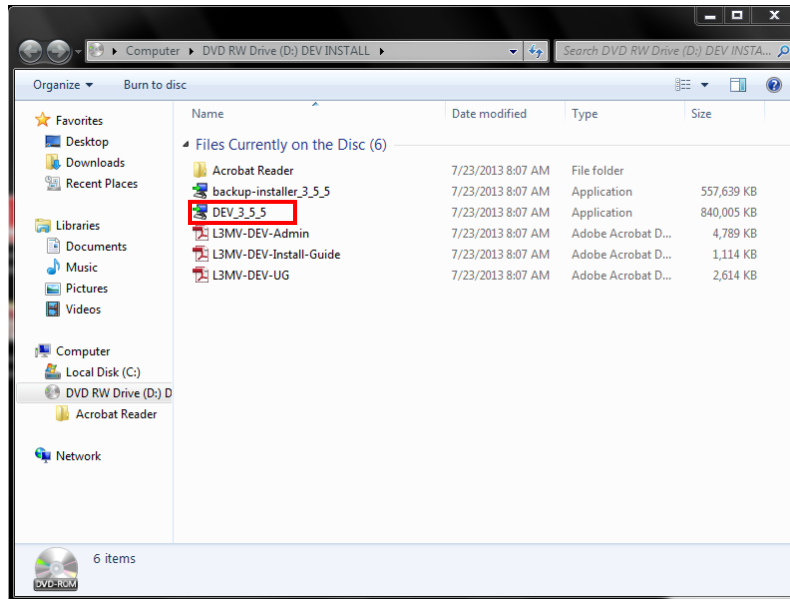 Computer ▸ DVD RW Drive (D:) DEV INSTALL ▸
Search DVD RW Drive (D:) DEV INSTA...
Organize ▾ Burn to disc
Favorites
Desktop
Downloads
Recent Places
Libraries
Documents
Music
Pictures
Videos
Computer
Local Disk (C:)
DVD RW Drive (D:) D
Acrobat Reader
Network
Name Date modified Type Size
Files Currently on the Disc (6)
Acrobat Reader 7/23/2013 8:07 AM File folder
backup-installer_3_5_5 7/23/2013 8:07 AM Application 557,639 KB
DEV_3_5_5 7/23/2013 8:07 AM Application 840,005 KB
L3MV-DEV-Admin 7/23/2013 8:07 AM Adobe Acrobat D... 4,789 KB
L3MV-DEV-Install-Guide 7/23/2013 8:07 AM Adobe Acrobat D... 1,114 KB
L3MV-DEV-UG 7/23/2013 8:07 AM Adobe Acrobat D... 2,614 KB
6 items
DVD-ROM